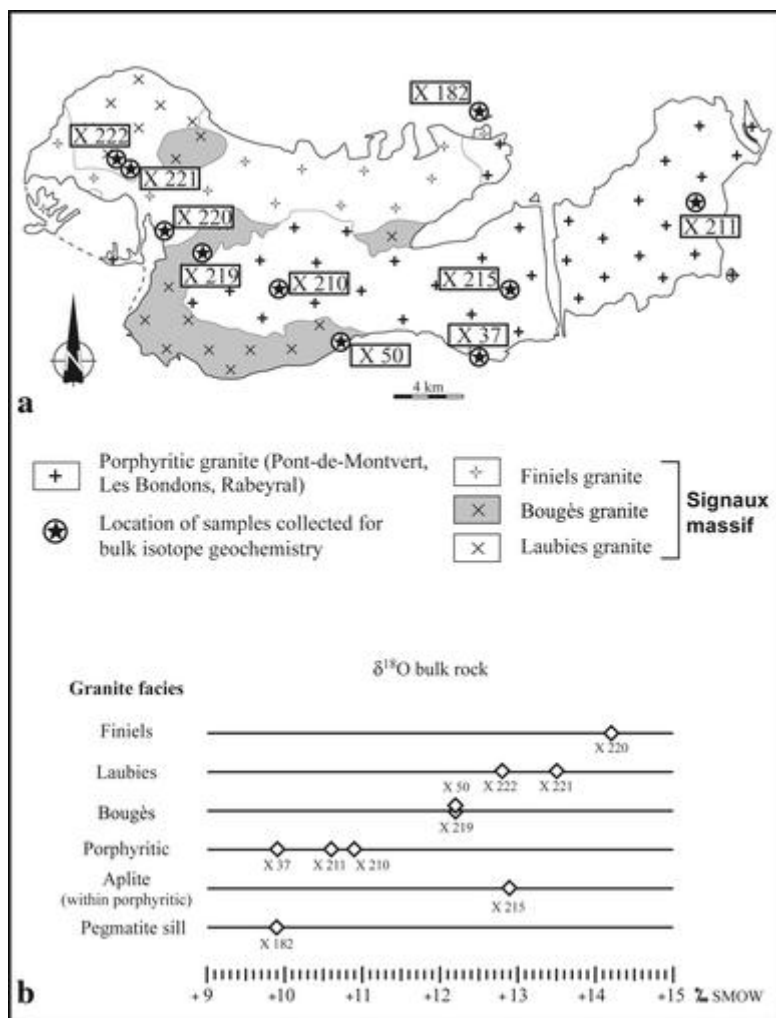 X 182
X 222
X 221
X 220
X 211
X 219
X 210
X 215
X 37
X 50
N
4 km
a
Porphyritic granite (Pont-de-Montvert,
Les Bondons, Rabeyral)
Location of samples collected for
bulk isotope geochemistry
Finiels granite
Bougès granite
Laubies granite
Signaux
massif
δ18O bulk rock
Granite facies
Finiels
X 220
Laubies
X 50
X 222
X 221
Bougès
X 219
Porphyritic
X 37
X 211
X 210
Aplite
(within porphyritic)
X 215
Pegmatite sill
X 182
b
+9 +10 +11 +12 +13 +14 +15 ‰ SMOW